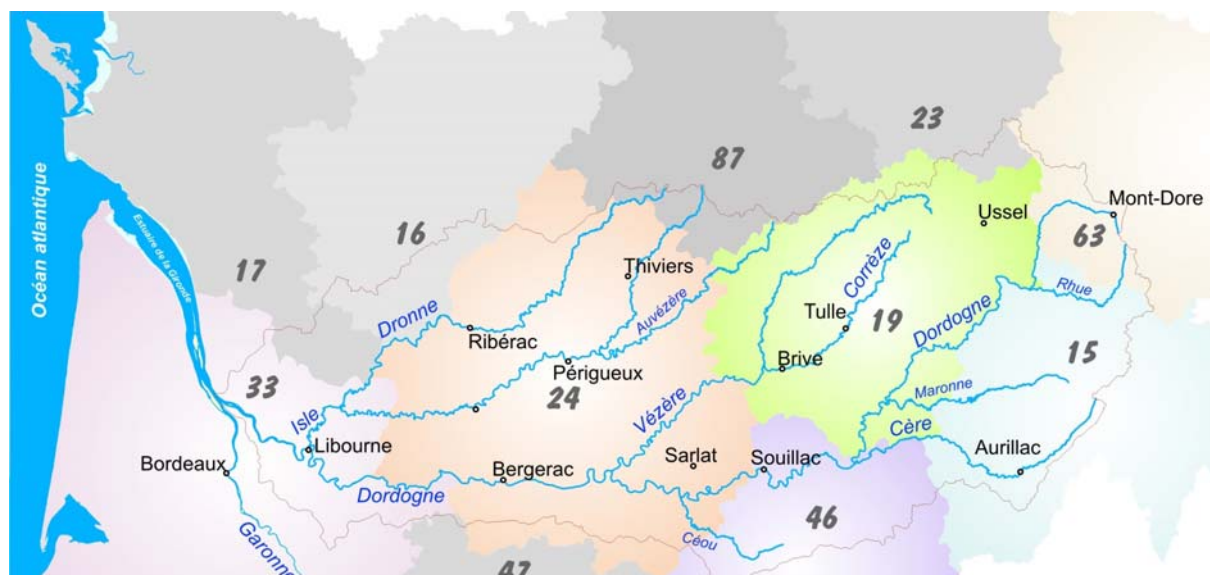 23
87
Océan atlantique
Mont-Dore
Ussel
16
63
Estuaire de la Gironde
17
Thiviers
Corrèze
Rhue
Dronne
Auvézère
Tulle
19
Dordogne
Ribérac
15
Périgueux
Brive
33
24
Isle
Vézère
Maronne
Cère
Libourne
Sarlat
Souillac
Aurillac
Bordeaux
Bergerac
Dordogne
46
Céou
Garonne
47